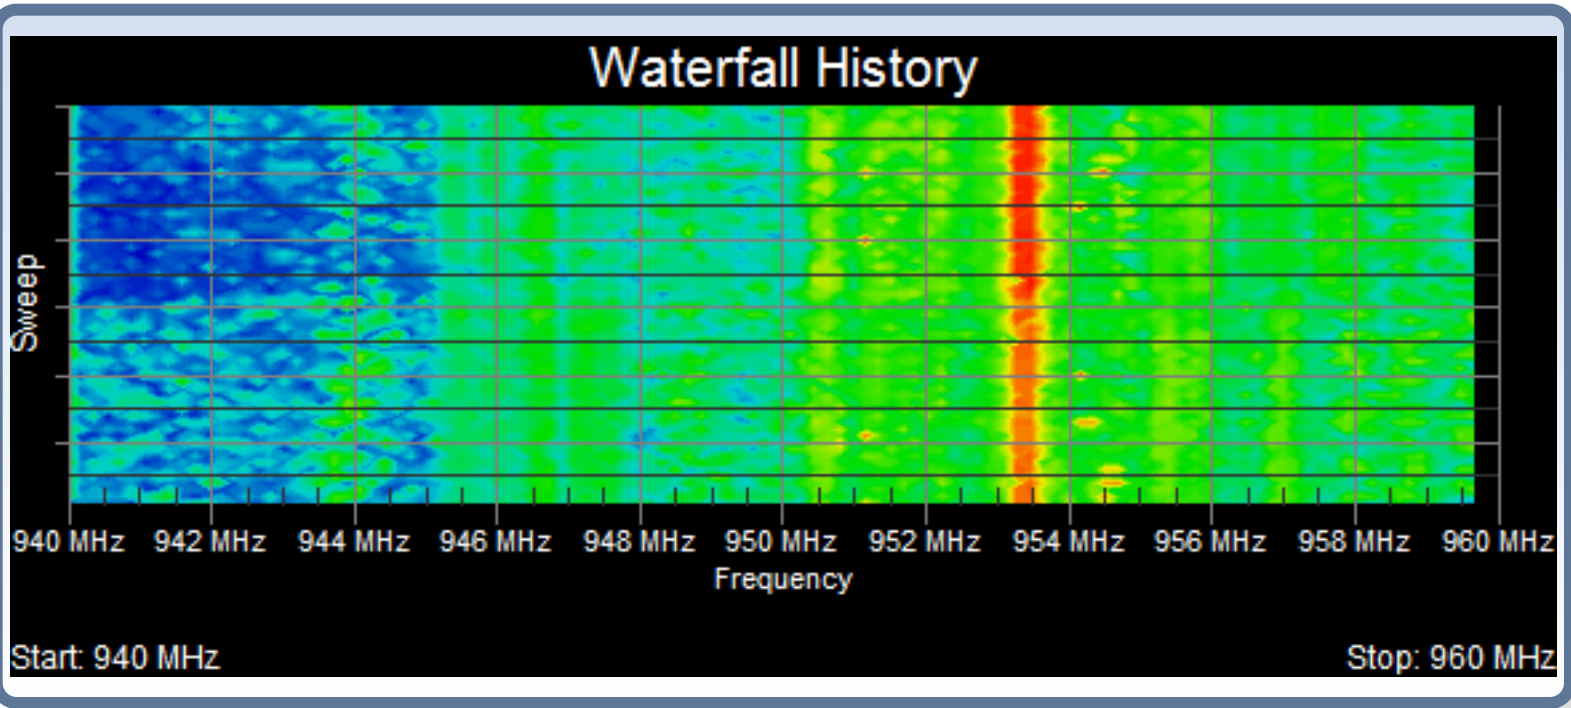 Waterfall History
Sweep
940 MHz 942 MHz 944 MHz 946 MHz 948 MHz 950 MHz 952 MHz 954 MHz 956 MHz 958 MHz 960 MHz
Frequency
Start: 940 MHz Stop: 960 MHz